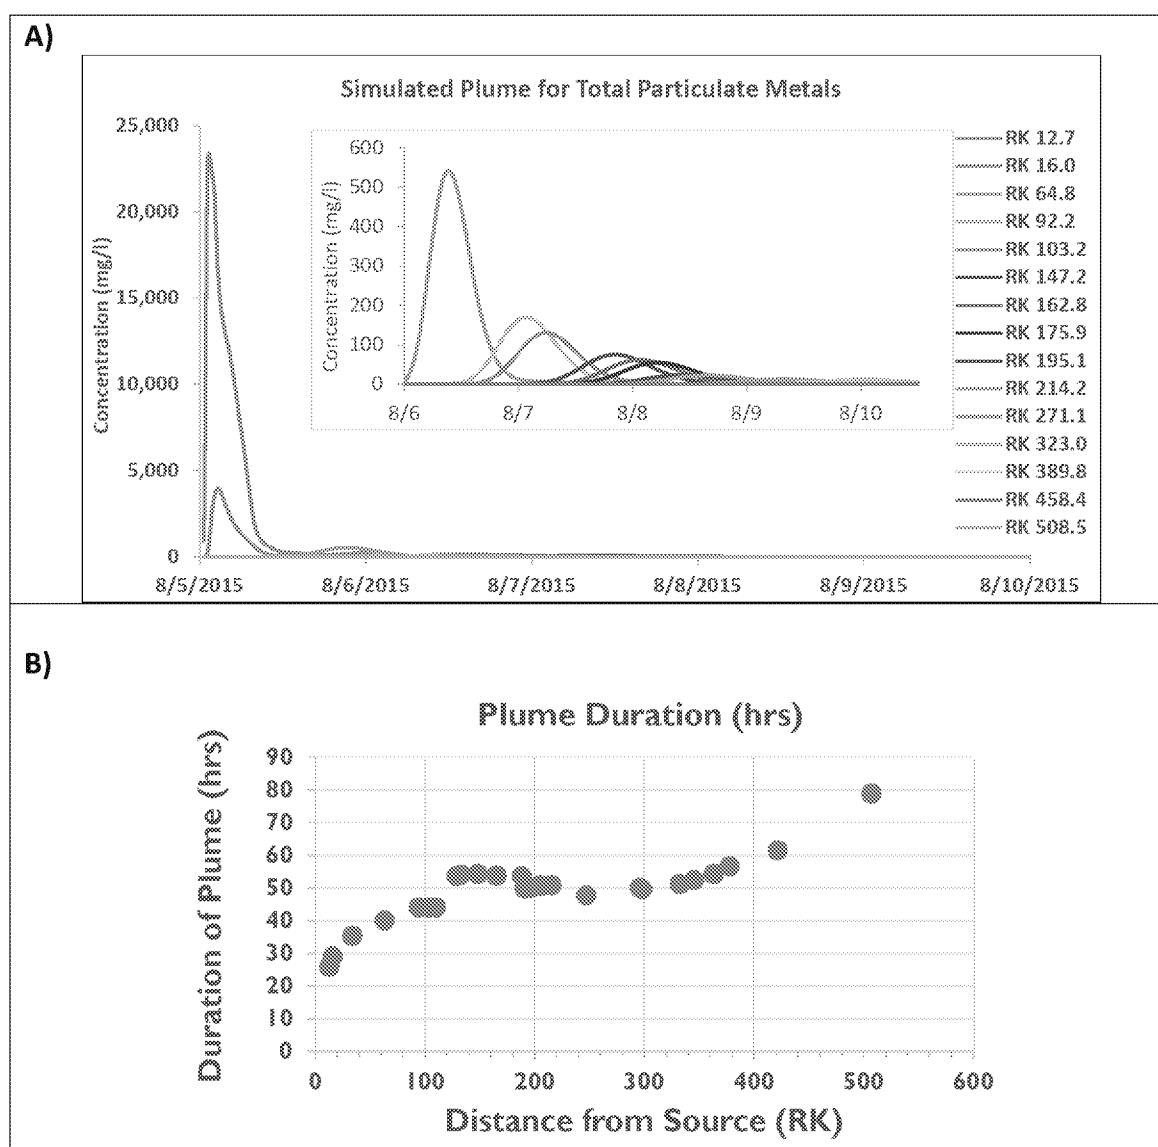 A)
Simulated Plume for Total Particulate Metals
Concentration (mg/l)
25,000
20,000
15,000
10,000
5,000
0
8/5/2015 8/6/2015 8/7/2015 8/8/2015 8/9/2015 8/10/2015
Concentration (mg/l)
600
500
400
300
200
100
0
8/6 8/7 8/8 8/9 8/10
RK 12.7
RK 16.0
RK 64.8
RK 92.2
RK 103.2
RK 147.2
RK 162.8
RK 175.9
RK 195.1
RK 214.2
RK 271.1
RK 323.0
RK 389.8
RK 458.4
RK 508.5
B)
Plume Duration (hrs)
Duration of Plume (hrs)
90
80
70
60
50
40
30
20
10
0
0 100 200 300 400 500 600
Distance from Source (RK)